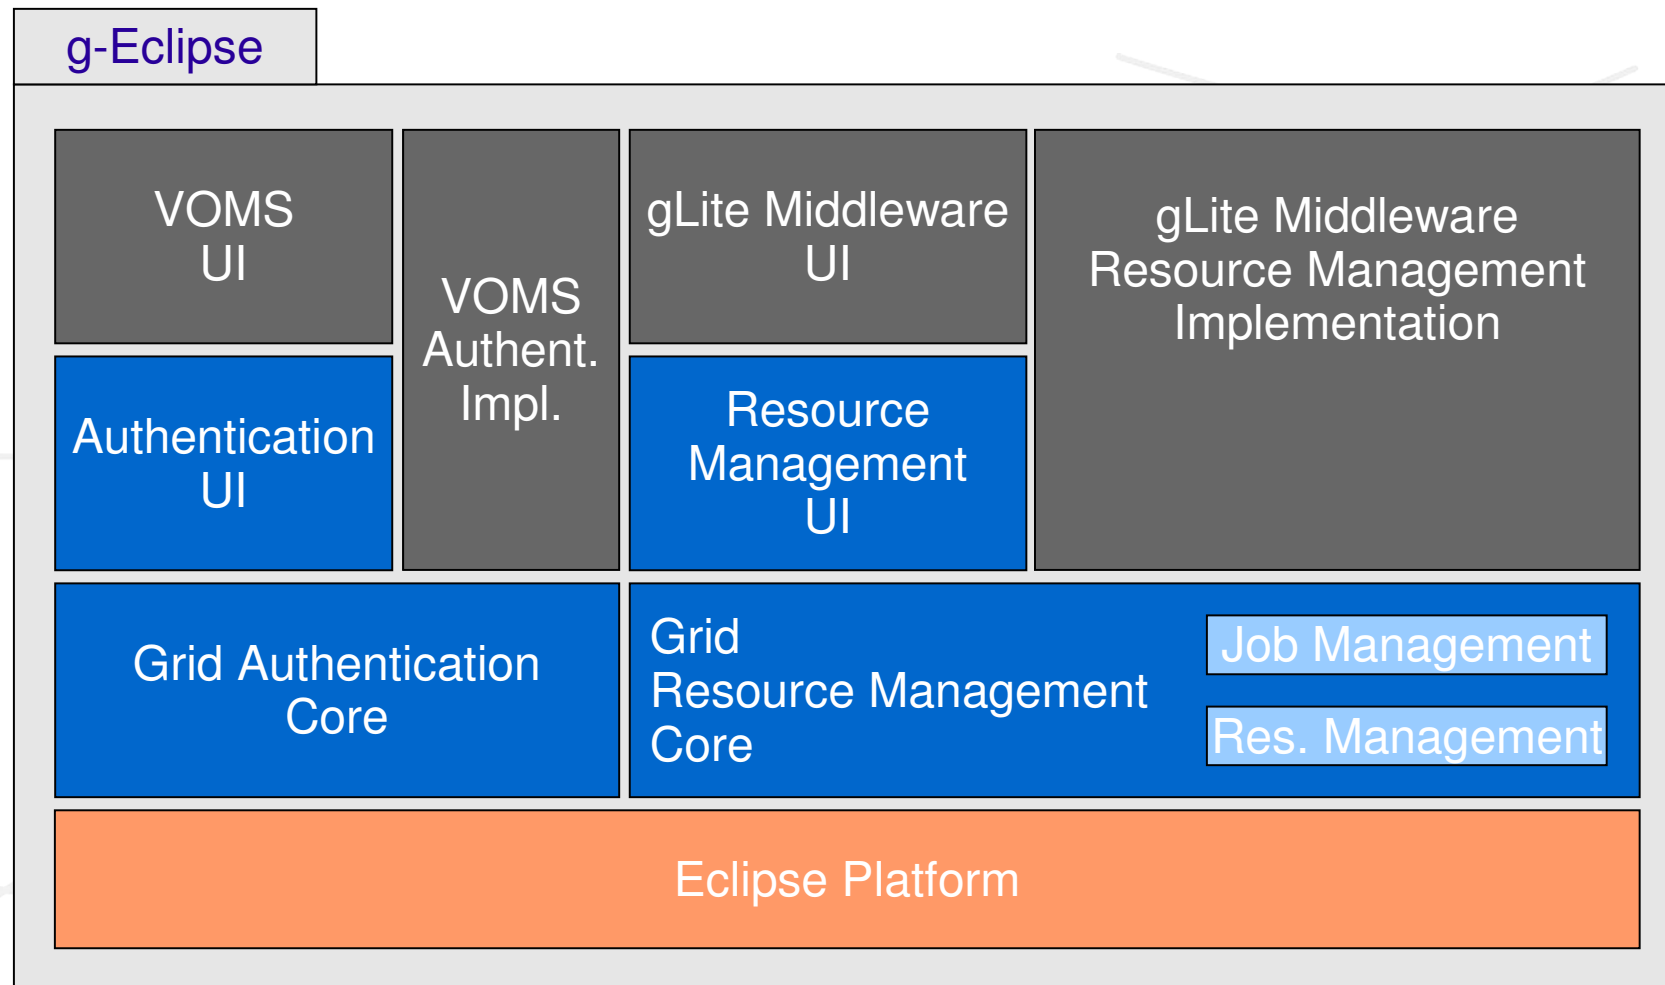 g-Eclipse
VOMS
UI
VOMS
Authent.
Impl.
gLite Middleware
UI
gLite Middleware
Resource Management
Implementation
Authentication
UI
Resource
Management
UI
Grid Authentication
Core
Grid
Resource Management
Core
Job Management
Res. Management
Eclipse Platform